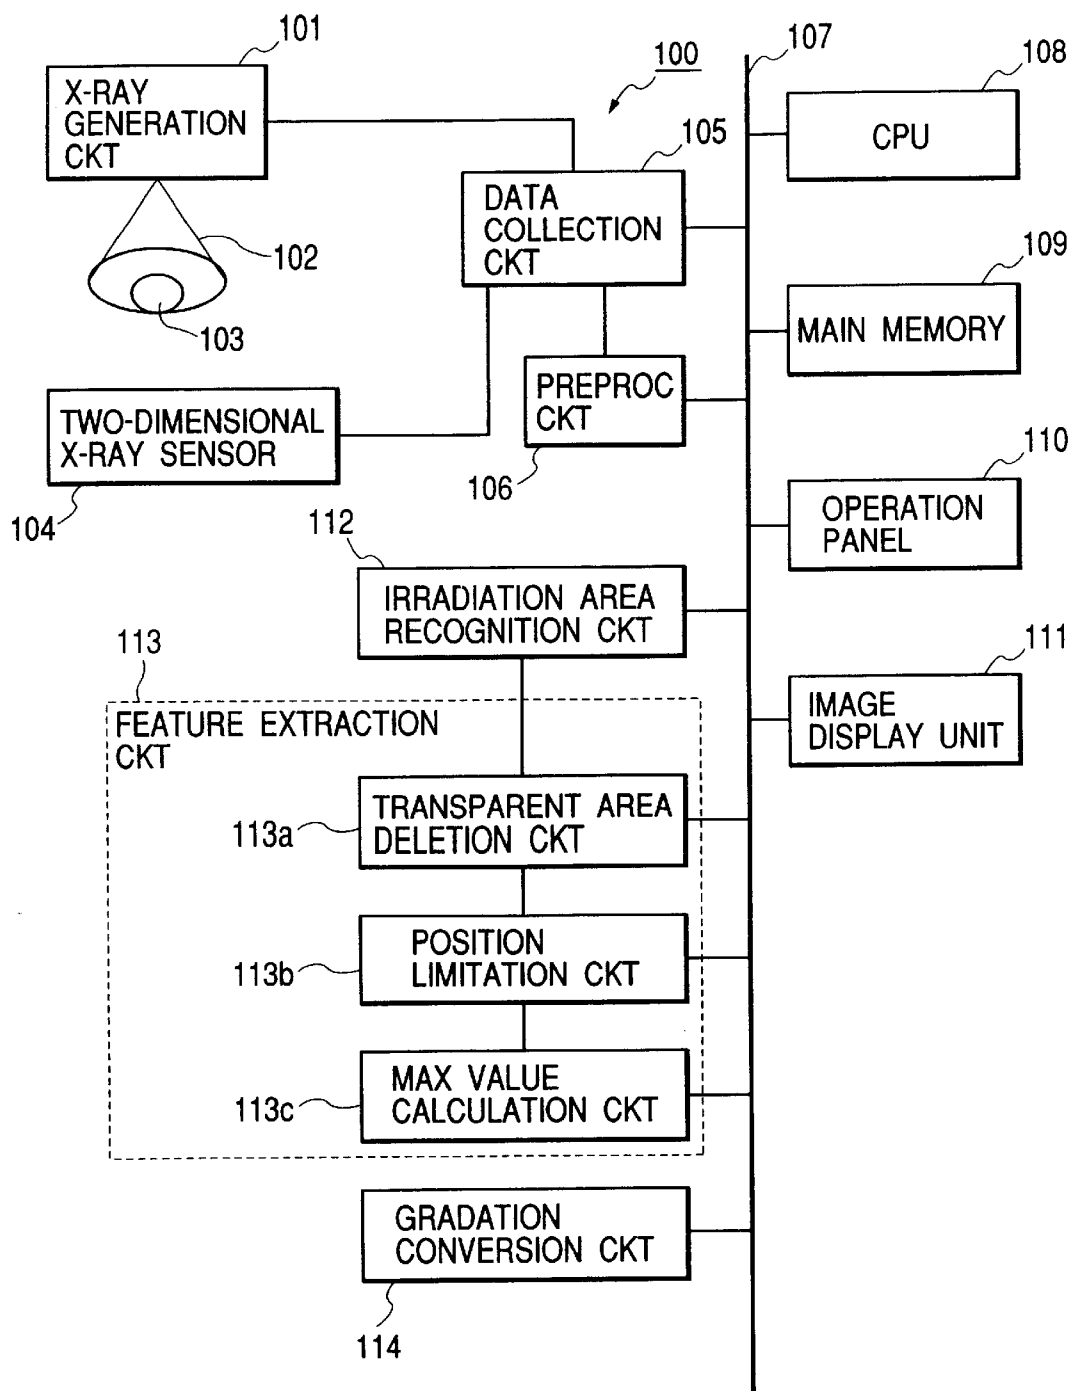 101
X-RAY
GENERATION
CKT
102
103
100
107
105
DATA
COLLECTION
CKT
108
CPU
109
MAIN MEMORY
TWO-DIMENSIONAL
X-RAY SENSOR
104
PREPROC
CKT
106
110
OPERATION
PANEL
112
IRRADIATION AREA
RECOGNITION CKT
111
IMAGE
DISPLAY UNIT
113
FEATURE EXTRACTION
CKT
113a
TRANSPARENT AREA
DELETION CKT
113b
POSITION
LIMITATION CKT
113c
MAX VALUE
CALCULATION CKT
GRADATION
CONVERSION CKT
114